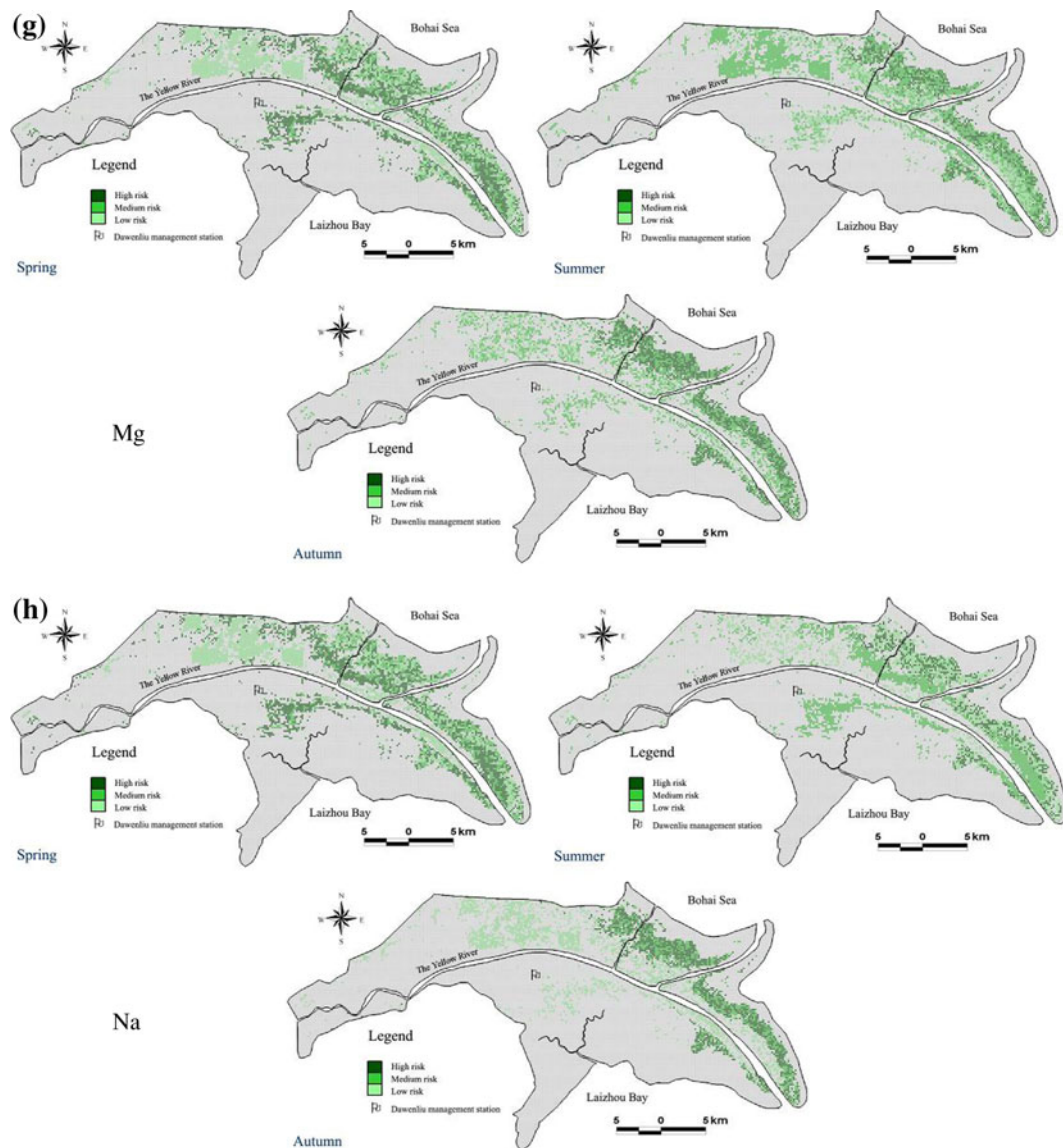 (g)
N
W E
S
Bohai Sea
The Yellow River
Legend
High risk
Medium risk
Low risk
Dawenliu management station
Laizhou Bay
5 0 5 km
Spring
N
W E
S
Bohai Sea
The Yellow River
Legend
High risk
Medium risk
Low risk
Dawenliu management station
Laizhou Bay
5 0 5 km
Summer
Mg
N
W E
S
Bohai Sea
The Yellow River
Legend
High risk
Medium risk
Low risk
Dawenliu management station
Laizhou Bay
5 0 5 km
Autumn
(h)
N
W E
S
Bohai Sea
The Yellow River
Legend
High risk
Medium risk
Low risk
Dawenliu management station
Laizhou Bay
5 0 5 km
Spring
N
W E
S
Bohai Sea
The Yellow River
Legend
High risk
Medium risk
Low risk
Dawenliu management station
Laizhou Bay
5 0 5 km
Summer
Na
N
W E
S
Bohai Sea
The Yellow River
Legend
High risk
Medium risk
Low risk
Dawenliu management station
Laizhou Bay
5 0 5 km
Autumn